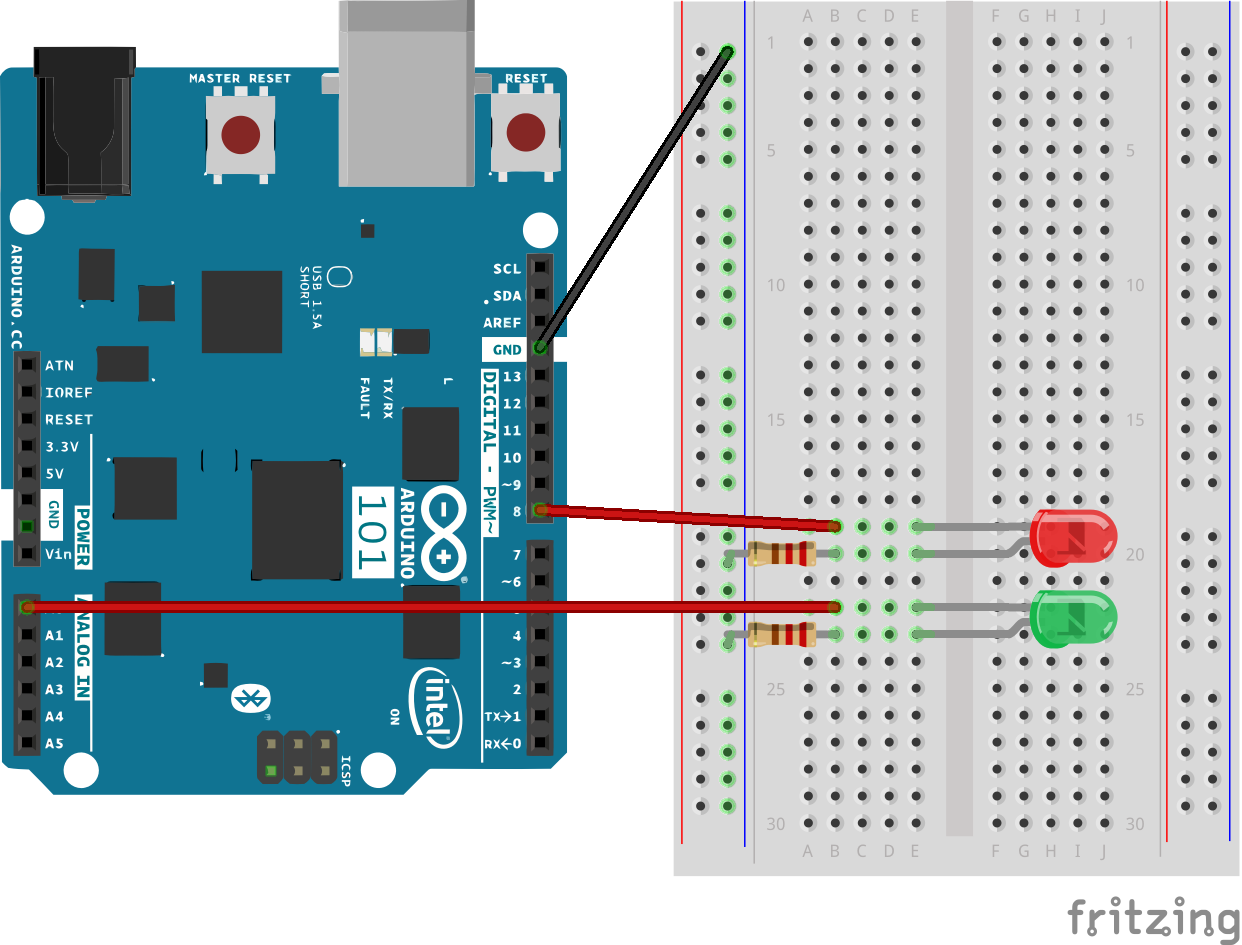 MASTER RESET
RESET
ARDUINO.CC
USB 1.5A
SHORT
SCL
SDA
AREF
GND
13
12
11
10
~9
8
7
~6
4
~3
2
TX→1
RX←0
DIGITAL - PWM~
FAULT
TX/RX
L
ATN
IOREF
RESET
3.3V
5V
GND
Vin
POWER
A1
A2
A3
A4
A5
ANALOG IN
101
ARDUINO
®
intel
ON
ICSP
A B C D E F G H I J
1 1
5 5
10 10
15 15
20
25 25
30 30
A B C D E F G H I J
fritzing